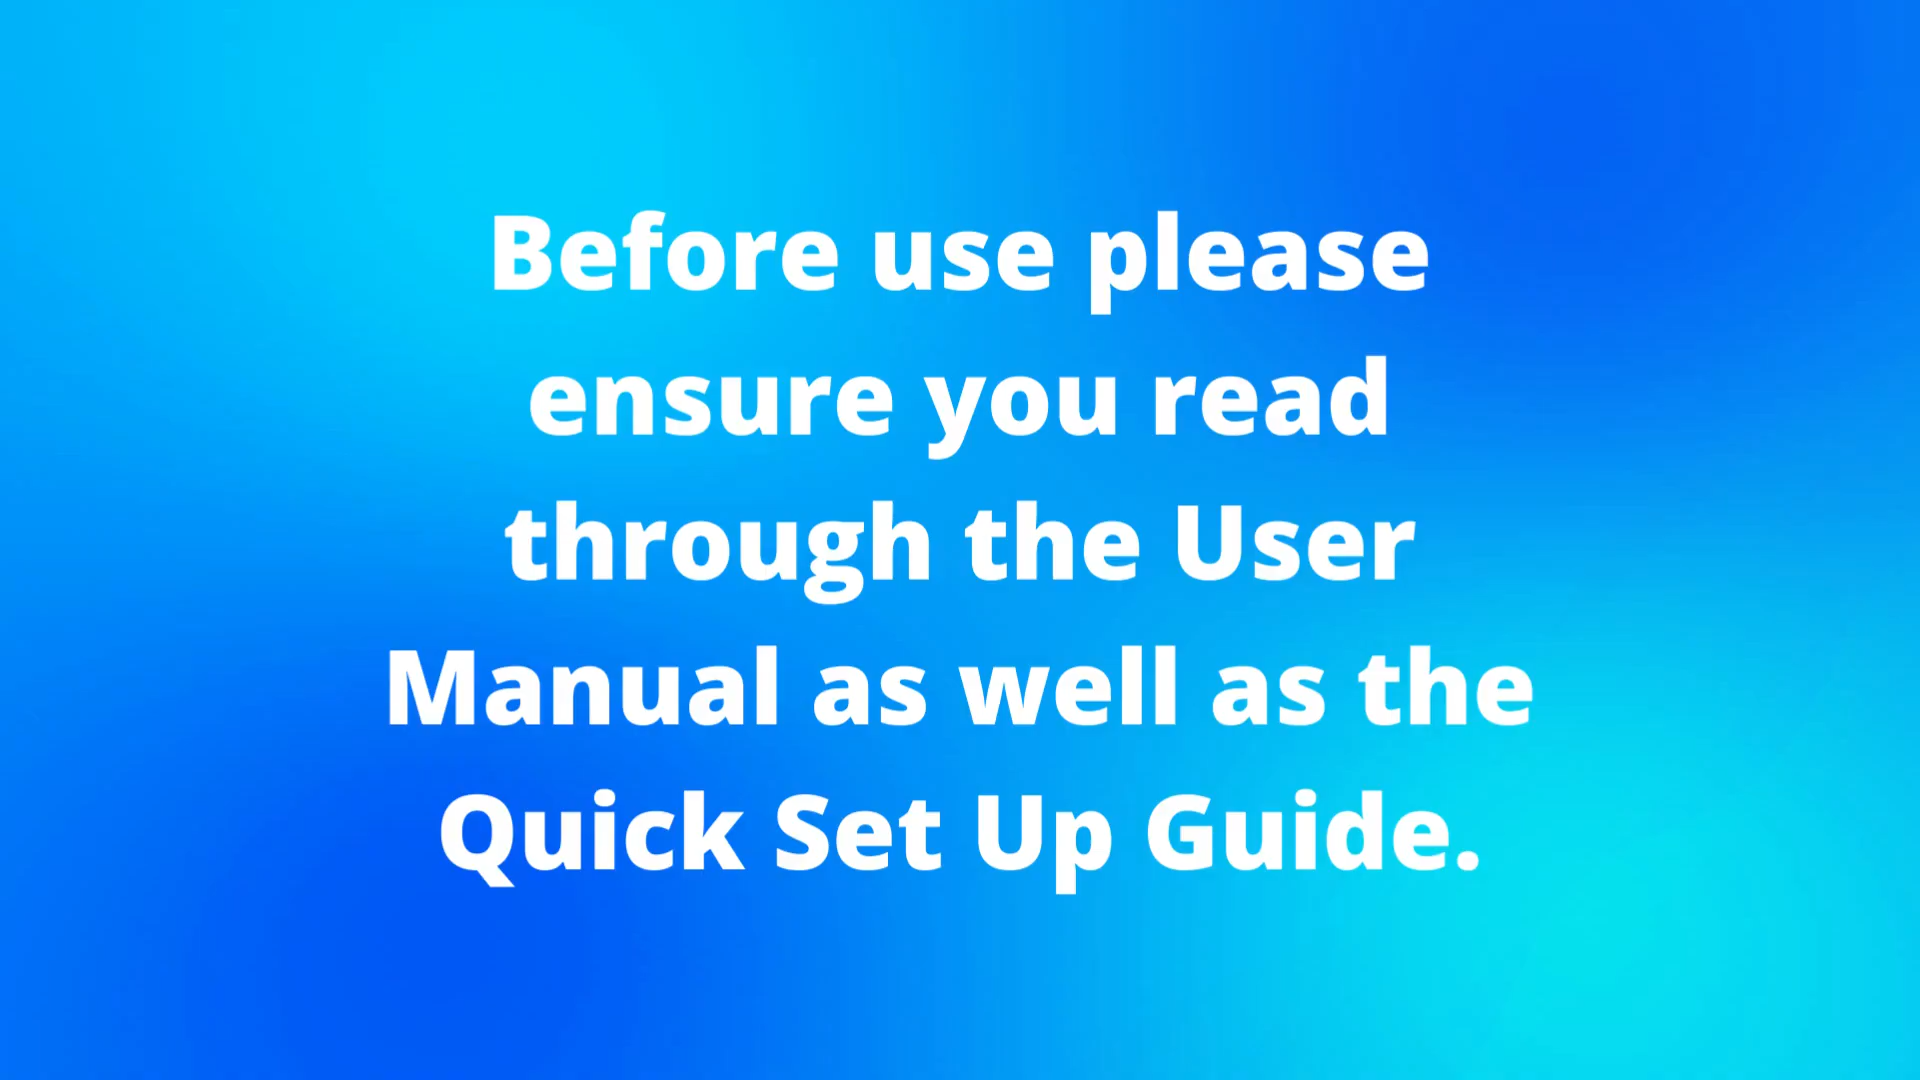 Before use please
ensure you read
through the User
Manual as well as the
Quick Set Up Guide.